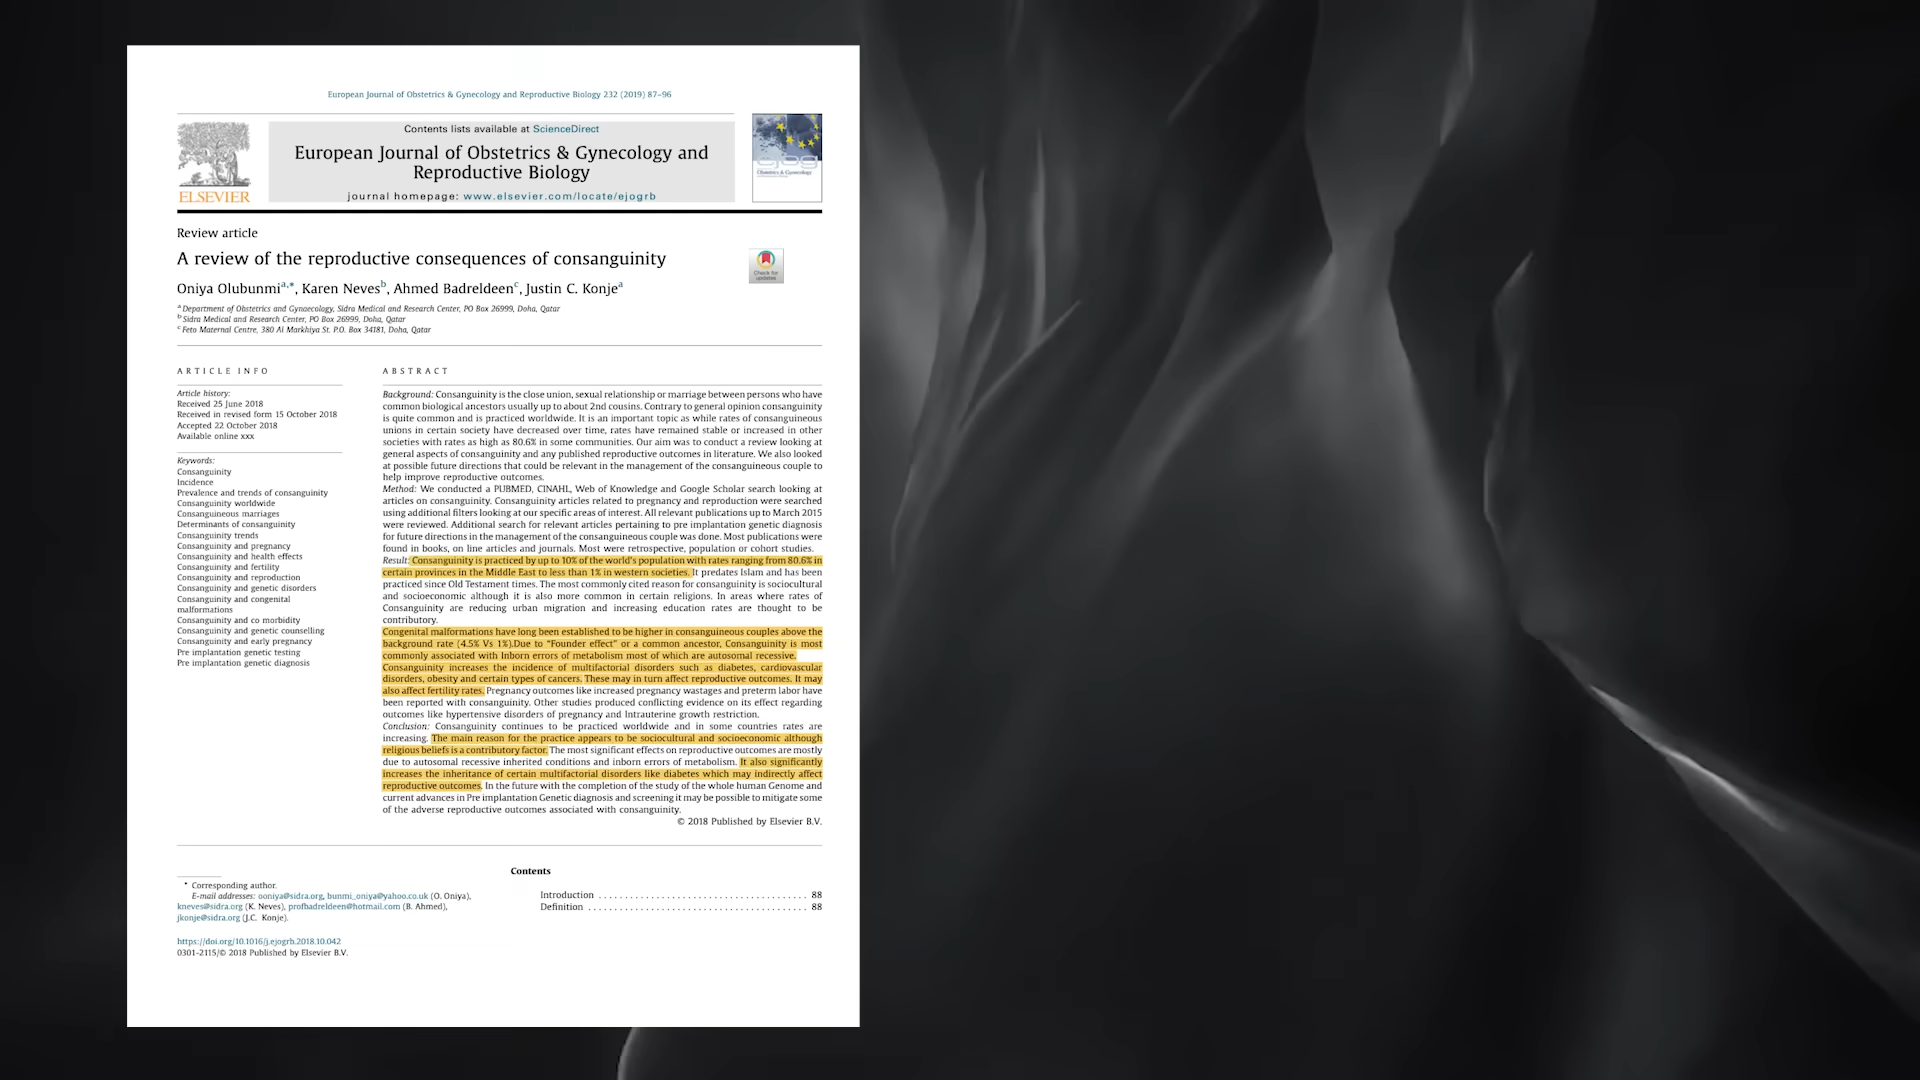 European Journal of Obstetrics & Gynecology and Reproductive Biology 232 (2019) 87–96
Contents lists available at ScienceDirect
European Journal of Obstetrics & Gynecology and
Reproductive Biology
journal homepage: www.elsevier.com/locate/ejogrb
ELSEVIER
ejog
Obstetrics & Gynecology
Review article
A review of the reproductive consequences of consanguinity
Check for
updates
Oniya Olubunmia,*, Karen Nevesb, Ahmed Badreldeenc, Justin C. Konjea
a Department of Obstetrics and Gynaecology, Sidra Medical and Research Center, PO Box 26999, Doha, Qatar
b Sidra Medical and Research Center, PO Box 26999, Doha, Qatar
c Feto Maternal Centre, 380 Al Markhiya St. P.O. Box 34181, Doha, Qatar
ARTICLE INFO
Article history:
Received 25 June 2018
Received in revised form 15 October 2018
Accepted 22 October 2018
Available online xxx
Keywords:
Consanguinity
Incidence
Prevalence and trends of consanguinity
Consanguinity worldwide
Consanguineous marriages
Determinants of consanguinity
Consanguinity trends
Consanguinity and pregnancy
Consanguinity and health effects
Consanguinity and fertility
Consanguinity and reproduction
Consanguinity and genetic disorders
Consanguinity and congenital
malformations
Consanguinity and co morbidity
Consanguinity and genetic counselling
Consanguinity and early pregnancy
Pre implantation genetic testing
Pre implantation genetic diagnosis
ABSTRACT
Background: Consanguinity is the close union, sexual relationship or marriage between persons who have
common biological ancestors usually up to about 2nd cousins. Contrary to general opinion consanguinity
is quite common and is practiced worldwide. It is an important topic as while rates of consanguineous
unions in certain society have decreased over time, rates have remained stable or increased in other
societies with rates as high as 80.6% in some communities. Our aim was to conduct a review looking at
general aspects of consanguinity and any published reproductive outcomes in literature. We also looked
at possible future directions that could be relevant in the management of the consanguineous couple to
help improve reproductive outcomes.
Method: We conducted a PUBMED, CINAHL, Web of Knowledge and Google Scholar search looking at
articles on consanguinity. Consanguinity articles related to pregnancy and reproduction were searched
using additional filters looking at our specific areas of interest. All relevant publications up to March 2015
were reviewed. Additional search for relevant articles pertaining to pre implantation genetic diagnosis
for future directions in the management of the consanguineous couple was done. Most publications were
found in books, on line articles and journals. Most were retrospective, population or cohort studies.
Result: Consanguinity is practiced by up to 10% of the world's population with rates ranging from 80.6% in
certain provinces in the Middle East to less than 1% in western societies. It predates Islam and has been
practiced since Old Testament times. The most commonly cited reason for consanguinity is sociocultural
and socioeconomic although it is also more common in certain religions. In areas where rates of
Consanguinity are reducing urban migration and increasing education rates are thought to be
contributory.
Congenital malformations have long been established to be higher in consanguineous couples above the
background rate (4.5% Vs 1%).Due to "Founder effect" or a common ancestor, Consanguinity is most
commonly associated with Inborn errors of metabolism most of which are autosomal recessive.
Consanguinity increases the incidence of multifactorial disorders such as diabetes, cardiovascular
disorders, obesity and certain types of cancers. These may in turn affect reproductive outcomes. It may
also affect fertility rates. Pregnancy outcomes like increased pregnancy wastages and preterm labor have
been reported with consanguinity. Other studies produced conflicting evidence on its effect regarding
outcomes like hypertensive disorders of pregnancy and Intrauterine growth restriction.
Conclusion: Consanguinity continues to be practiced worldwide and in some countries rates are
increasing. The main reason for the practice appears to be sociocultural and socioeconomic although
religious beliefs is a contributory factor. The most significant effects on reproductive outcomes are mostly
due to autosomal recessive inherited conditions and inborn errors of metabolism. It also significantly
increases the inheritance of certain multifactorial disorders like diabetes which may indirectly affect
reproductive outcomes. In the future with the completion of the study of the whole human Genome and
current advances in Pre implantation Genetic diagnosis and screening it may be possible to mitigate some
of the adverse reproductive outcomes associated with consanguinity.
© 2018 Published by Elsevier B.V.
Contents
Introduction . . . . . . . . . . 88
Definition . . . . . . . . . . 88
* Corresponding author.
E-mail addresses: ooniya@sidra.org, bunmi_oniya@yahoo.co.uk (O. Oniya),
kneves@sidra.org (K. Neves), profbadreldeen@hotmail.com (B. Ahmed),
jkonje@sidra.org (J.C. Konje).
https://doi.org/10.1016/j.ejogrb.2018.10.042
0301-2115/© 2018 Published by Elsevier B.V.